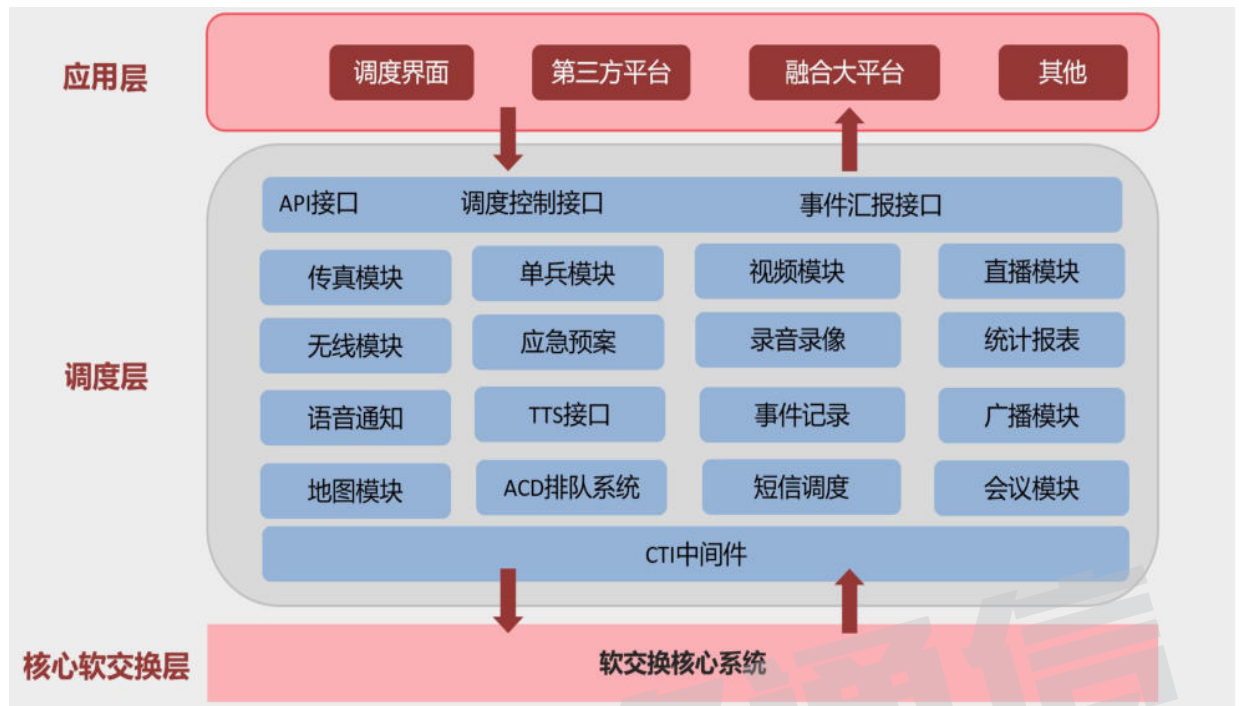 应用层
调度界面 第三方平台 融合大平台 其他
API接口 调度控制接口 事件汇报接口
传真模块 单兵模块 视频模块 直播模块
无线模块 应急预案 录音录像 统计报表
调度层
语音通知 TTS接口 事件记录 广播模块
地图模块 ACD排队系统 短信调度 会议模块
CTI中间件
核心软交换层
软交换核心系统
通信